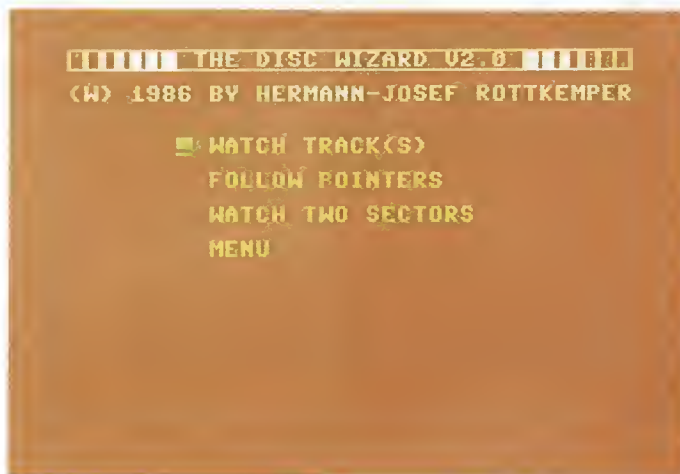 THE DISC WIZARD V2.0
(W) 1986 BY HERMANN-JOSEF ROTTKEMPER
WATCH TRACK(S)
FOLLOW POINTERS
WATCH TWO SECTORS
MENU